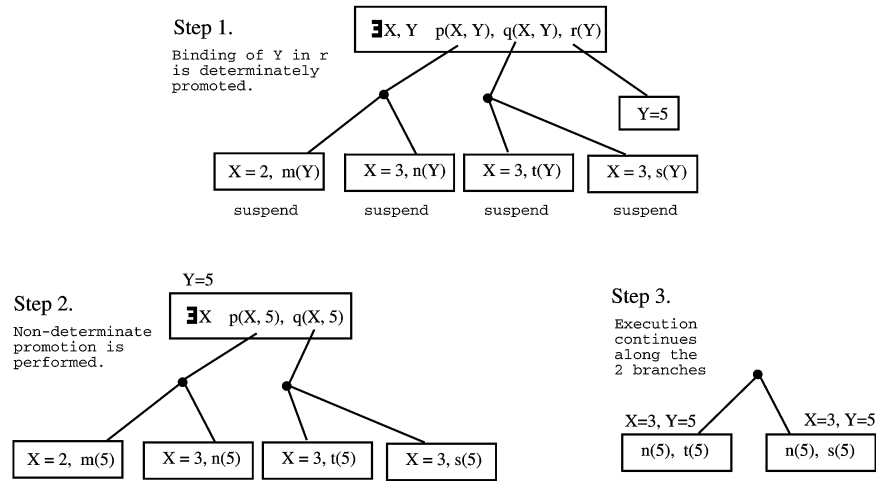 Step 1.
Binding of Y in r
is determinately
promoted.
∃X, Y p(X, Y), q(X, Y), r(Y)
Y=5
X = 2, m(Y)
X = 3, n(Y)
X = 3, t(Y)
X = 3, s(Y)
suspend
suspend
suspend
suspend
Step 2.
Non-determinate
promotion is
performed.
Y=5
∃X p(X, 5), q(X, 5)
X = 2, m(5)
X = 3, n(5)
X = 3, t(5)
X = 3, s(5)
Step 3.
Execution
continues
along the
2 branches
X=3, Y=5
X=3, Y=5
n(5), t(5)
n(5), s(5)